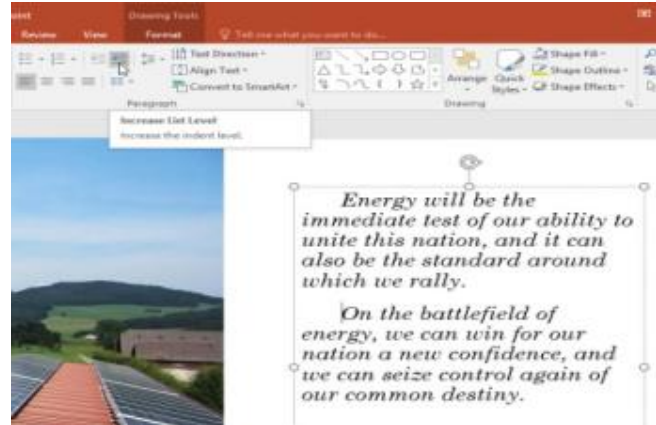 oint
Drawing Tools
Review View Format Tell me what you want to do...
Text Direction
Align Text
Convert to SmartArt
Arrange
Quick
Styles
Shape Fill
Shape Outline
Shape Effects
Paragraph
Drawing
Increase List Level
Increase the indent level.
Energy will be the
immediate test of our ability to
unite this nation, and it can
also be the standard around
which we rally.
On the battlefield of
energy, we can win for our
nation a new confidence, and
we can seize control again of
our common destiny.